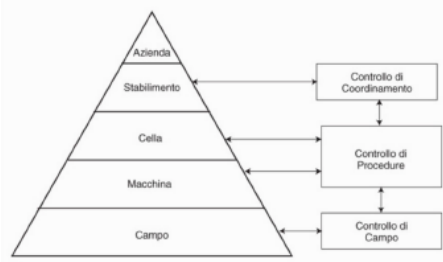 Azienda
Stabilimento
Cella
Macchina
Campo
Controllo di
Coordinamento
Controllo di
Procedure
Controllo di
Campo